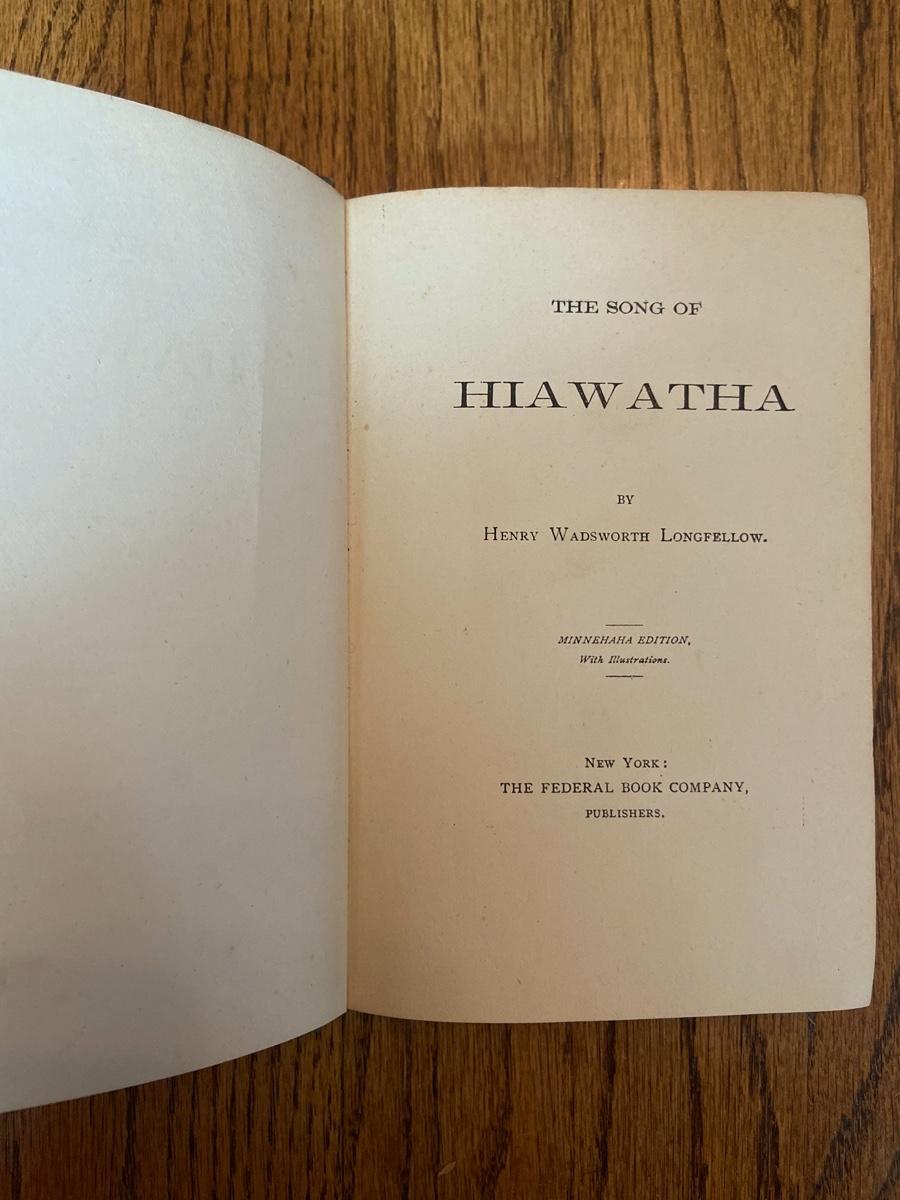 THE SONG OF
HIAWATHA
BY
HENRY WADSWORTH LONGFELLOW.
MINNEHAHA EDITION,
With Illustrations.
NEW YORK:
THE FEDERAL BOOK COMPANY,
PUBLISHERS.